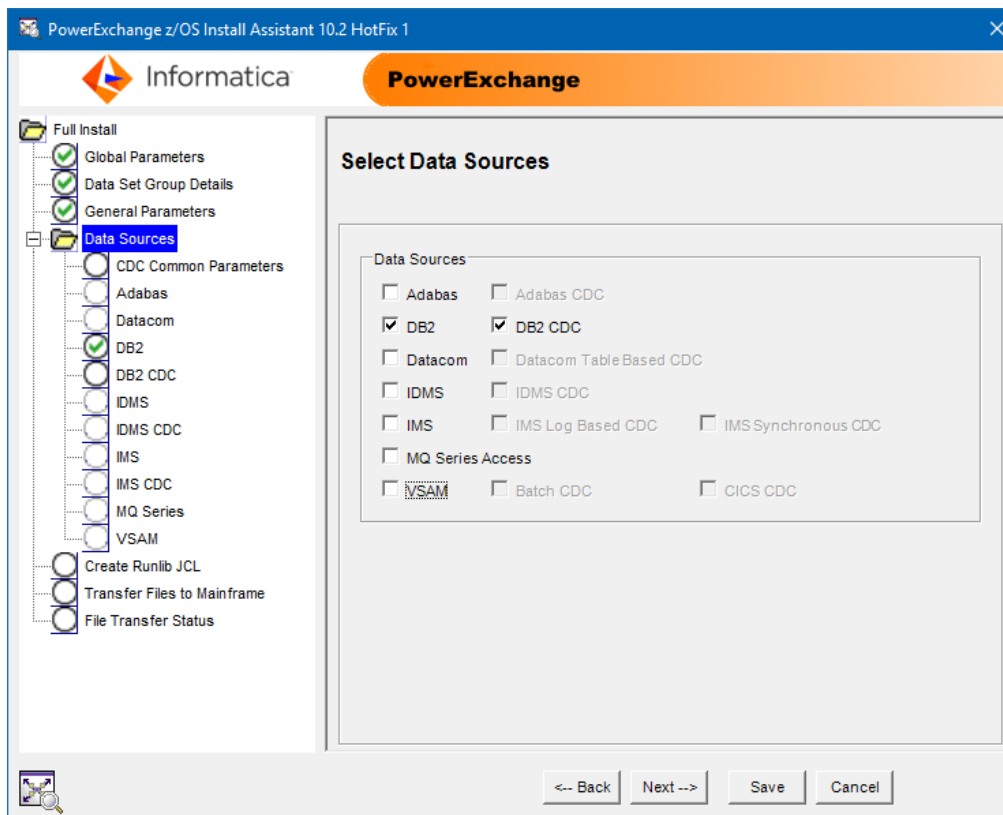 PowerExchange z/OS Install Assistant 10.2 HotFix 1
Informatica
PowerExchange
Full Install
Global Parameters
Data Set Group Details
General Parameters
Data Sources
CDC Common Parameters
Adabas
Datacom
DB2
DB2 CDC
IDMS
IDMS CDC
IMS
IMS CDC
MQ Series
VSAM
Create Runlib JCL
Transfer Files to Mainframe
File Transfer Status
Select Data Sources
Data Sources
Adabas Adabas CDC
DB2 DB2 CDC
Datacom Datacom Table Based CDC
IDMS IDMS CDC
IMS IMS Log Based CDC IMS Synchronous CDC
MQ Series Access
VSAM Batch CDC CICS CDC
<-- Back Next --> Save Cancel